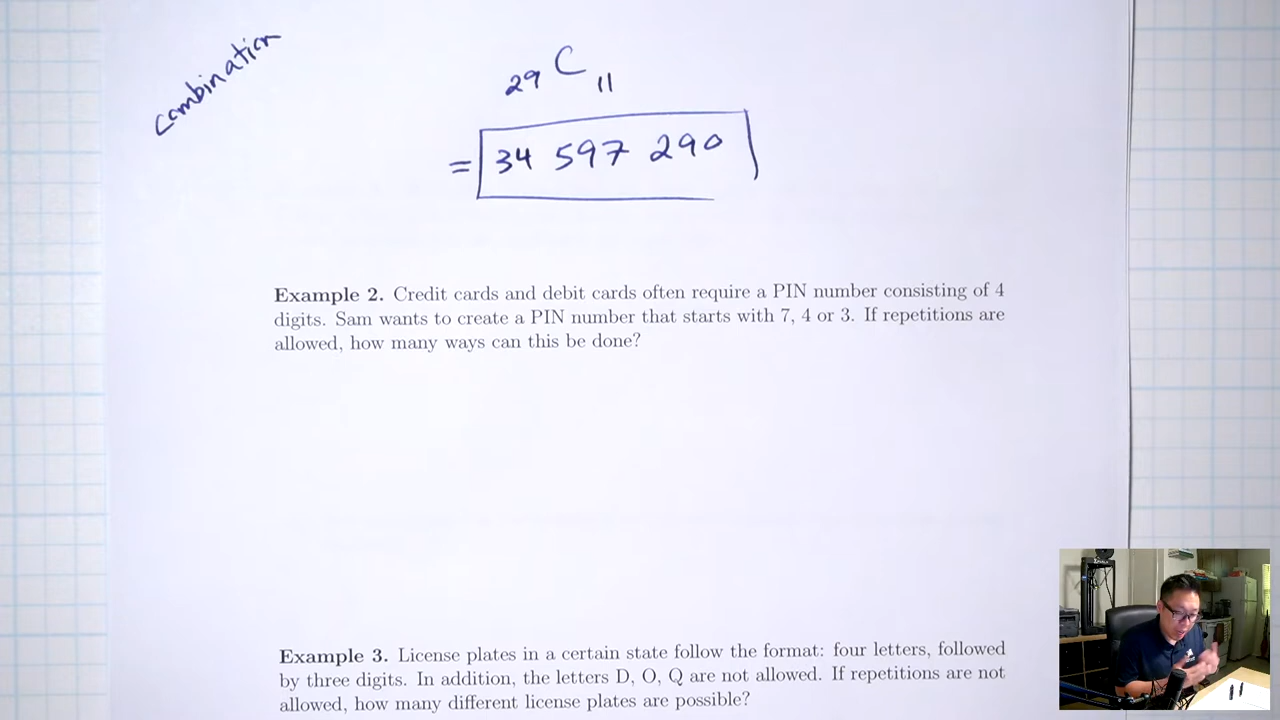 combination
29 C 11
= 34 597 290
Example 2. Credit cards and debit cards often require a PIN number consisting of 4
digits. Sam wants to create a PIN number that starts with 7, 4 or 3. If repetitions are
allowed, how many ways can this be done?
Example 3. License plates in a certain state follow the format: four letters, followed
by three digits. In addition, the letters D, O, Q are not allowed. If repetitions are not
allowed, how many different license plates are possible?